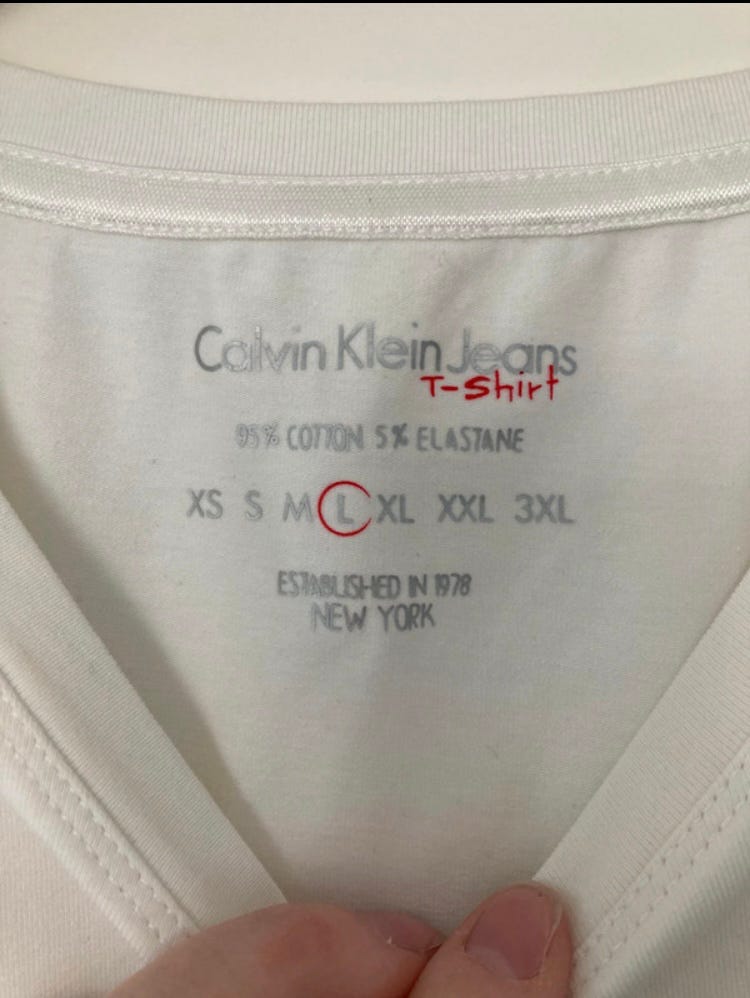 Calvin Klein Jeans
T-Shirt
95% COTTON 5% ELASTANE
XS S M L XL XXL 3XL
ESTABLISHED IN 1978
NEW YORK